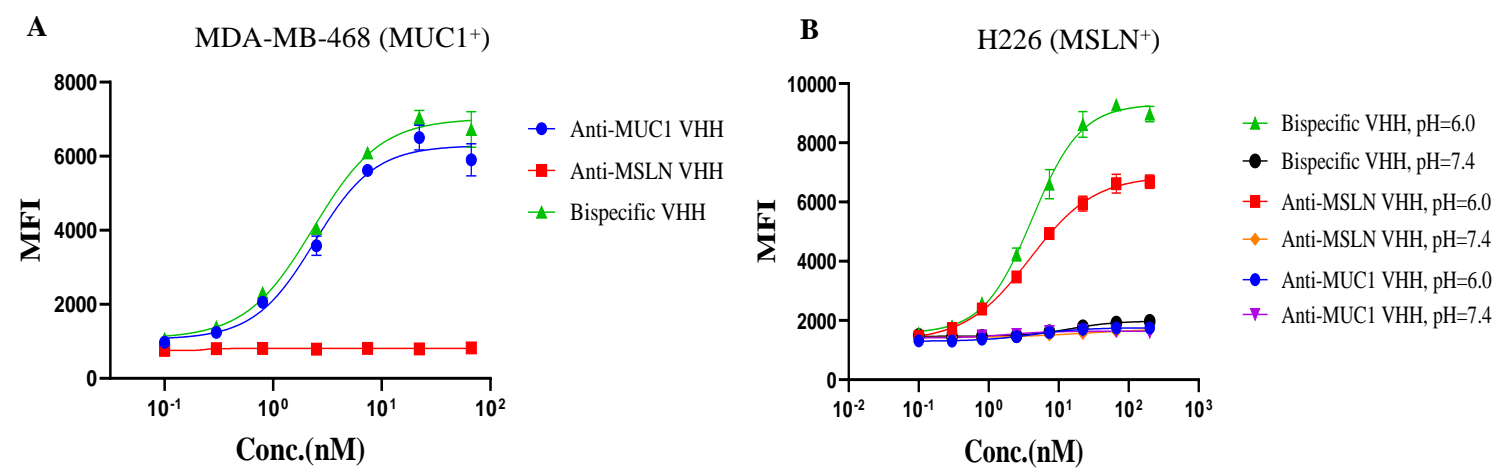 A
MDA-MB-468 (MUC1⁺)
MFI
8000
6000
4000
2000
0
10⁻¹
10⁰
10¹
10²
Conc.(nM)
Anti-MUC1 VHH
Anti-MSLN VHH
Bispecific VHH
B
H226 (MSLN⁺)
MFI
10000
8000
6000
4000
2000
0
10⁻²
10⁻¹
10⁰
10¹
10²
10³
Conc.(nM)
Bispecific VHH, pH=6.0
Bispecific VHH, pH=7.4
Anti-MSLN VHH, pH=6.0
Anti-MSLN VHH, pH=7.4
Anti-MUC1 VHH, pH=6.0
Anti-MUC1 VHH, pH=7.4